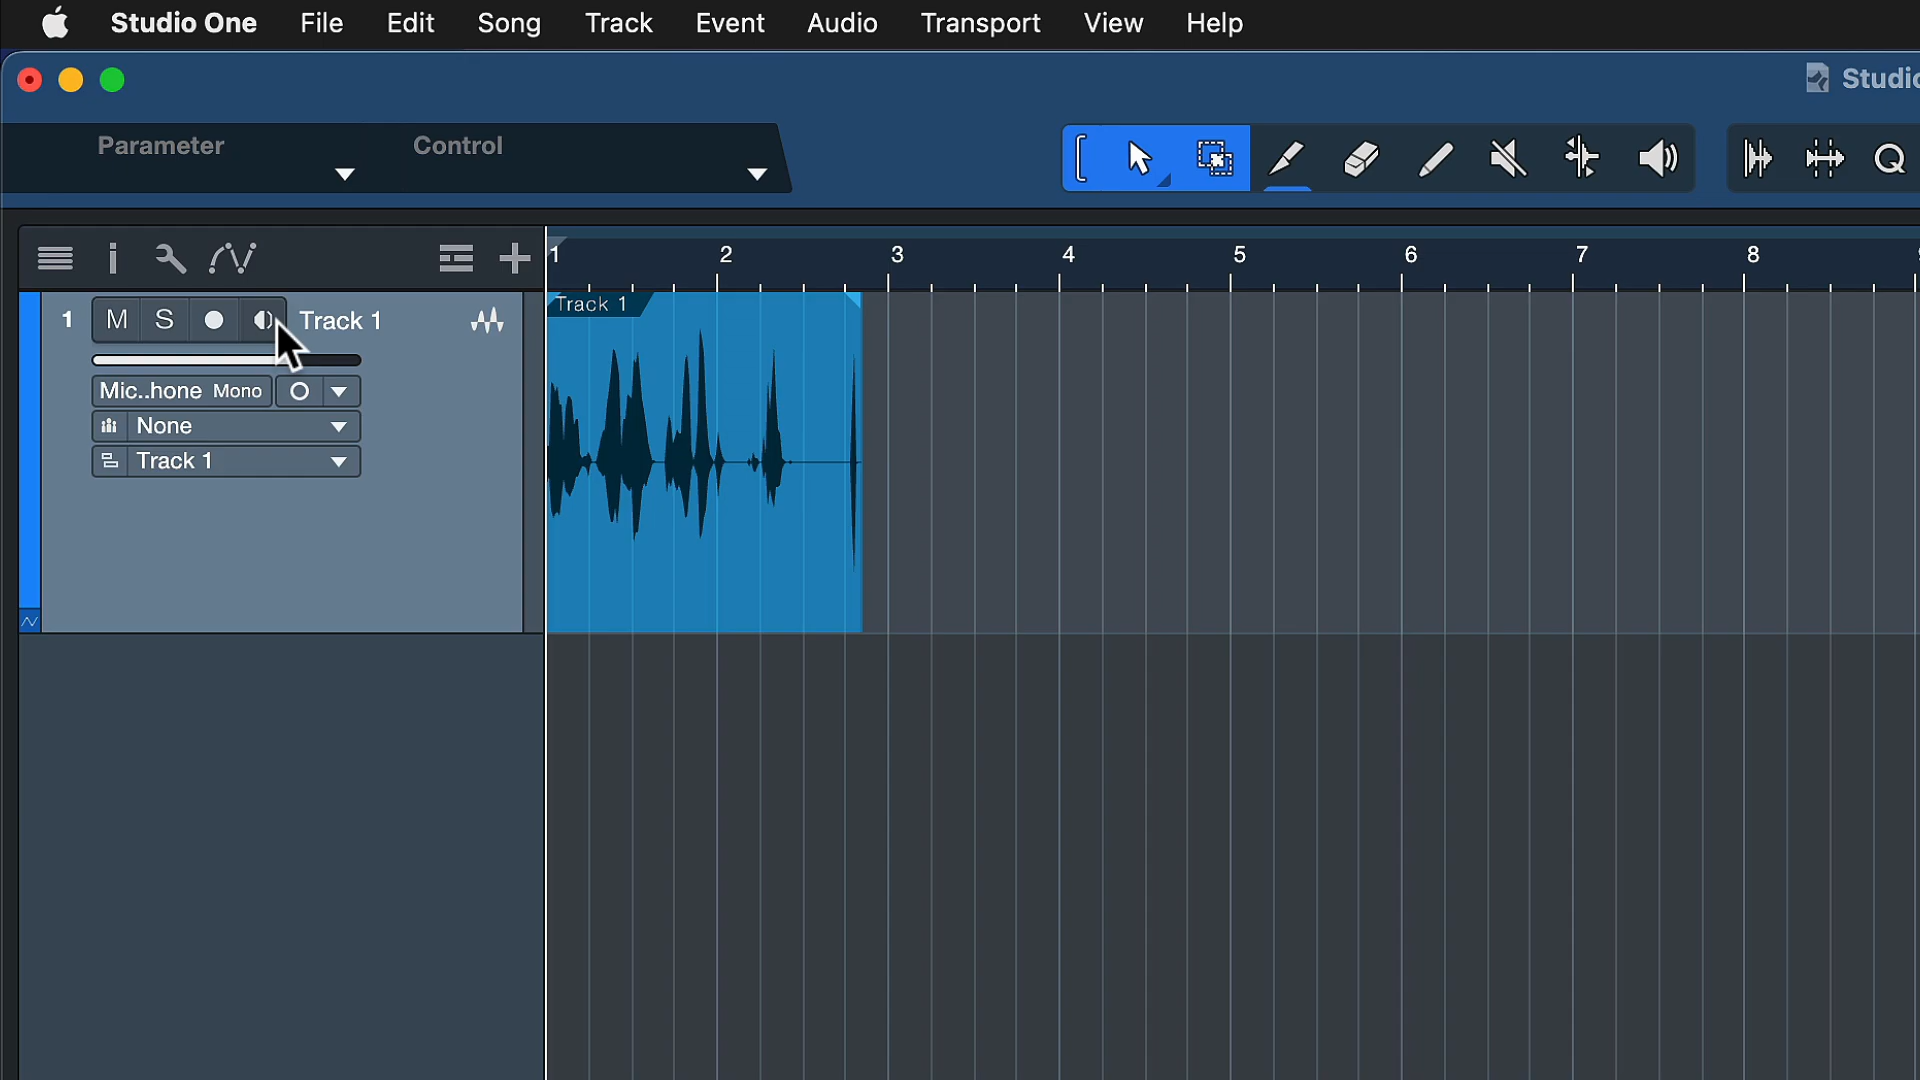 Studio One File Edit Song Track Event Audio Transport View Help
Studio
Parameter Control
1 2 3 4 5 6 7 8
1 M S Track 1
Track 1
Mic..hone Mono
None
Track 1